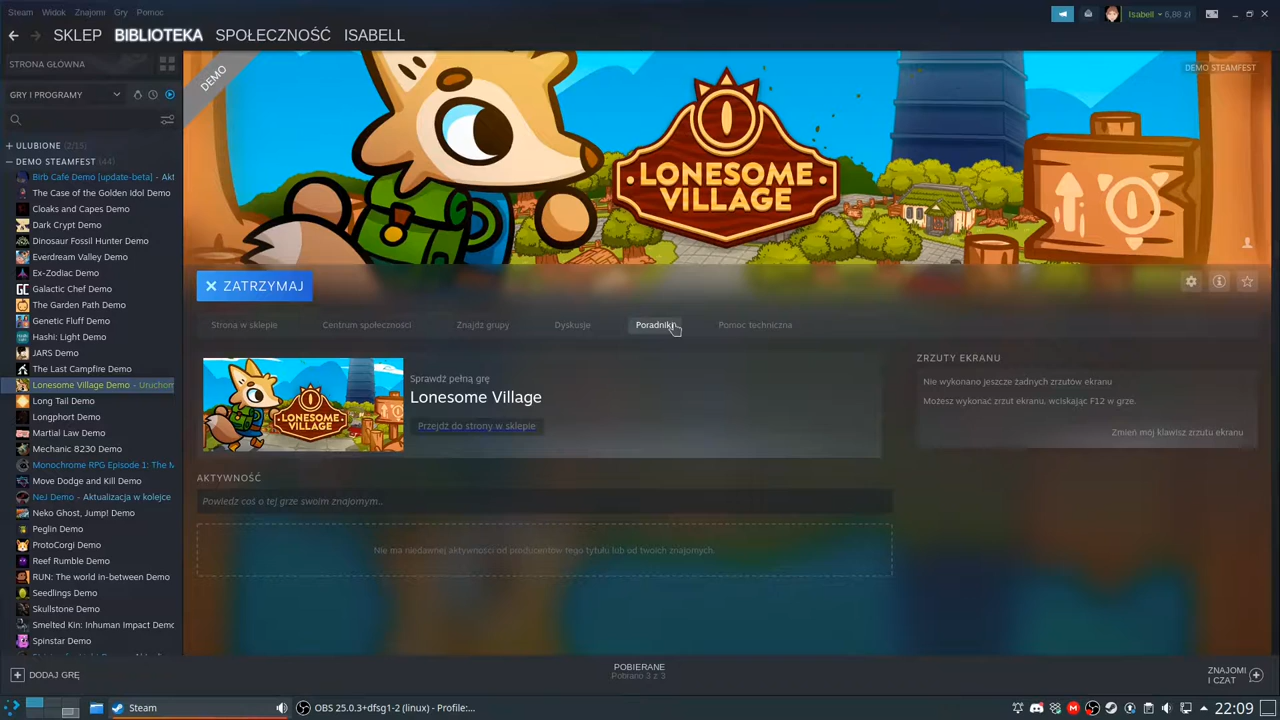 Steam Widok Znajomi Gry Pomoc
Isabell 6,88 zł
SKLEP BIBLIOTEKA SPOŁECZNOŚĆ ISABELL
STRONA GŁÓWNA
GRY I PROGRAMY
ULUBIONE (2/15)
DEMO STEAMFEST (44)
Birb Cafe Demo [update-beta] - Akt
The Case of the Golden Idol Demo
Cloaks and Capes Demo
Dark Crypt Demo
Dinosaur Fossil Hunter Demo
Everdream Village Demo
Ex-Zodiac Demo
Galactic Chef Demo
The Garden Path Demo
Genetic Fluff Demo
Hash: Light Demo
JARS Demo
The Last Campfire Demo
Lonesome Village Demo - Uruchom
Long Tail Demo
Longphort Demo
Martial Law Demo
Mechanic 8230 Demo
Monochrome RPG Episode 1: The M
Move Dodge and Kill Demo
NeJ Demo - Aktualizacja w kolejce
Neko Ghost, Jump! Demo
Peglin Demo
ProtoCorgi Demo
Reef Rumble Demo
RUN: The world in-between Demo
Seedlings Demo
Skullstone Demo
Smelted Kin: Inhuman Impact Demo
Spinstar Demo
DODAJ GRĘ
DEMO
LONESOME
VILLAGE
DEMO STEAMFEST
ZATRZYMAJ
Strona w sklepie Centrum społeczności Znajdź grupy Dyskusje Poradniki Pomoc techniczna
LONESOME
VILLAGE
Sprawdź pełną grę
Lonesome Village
Przejdź do strony w sklepie
ZRZUTY EKRANU
Nie wykonano jeszcze żadnych zrzutów ekranu
Możesz wykonać zrzut ekranu, wciskając F12 w grze.
Zmień mój klawisz zrzutu ekranu
AKTYWNOŚĆ
Powiedz coś o tej grze swoim znajomym...
Nie ma niedawnej aktywności od producentów tego tytułu lub od twoich znajomych.
POBIERANE
Pobrano 3 z 3
ZNAJOMI
I CZAT
Steam
OBS 25.0.3+dfsg1-2 (linux) - Profile:...
22:09